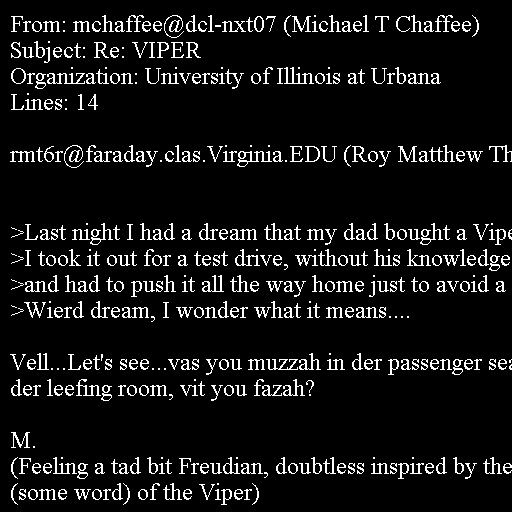 From: mchaffee@dcl-nxt07 (Michael T Chaffee)
Subject: Re: VIPER
Organization: University of Illinois at Urbana
Lines: 14
rmt6r@faraday.clas.Virginia.EDU (Roy Matthew Th
>Last night I had a dream that my dad bought a Vipe
>I took it out for a test drive, without his knowledge
>and had to push it all the way home just to avoid a
>Wierd dream, I wonder what it means....
Vell...Let's see...vas you muzzah in der passenger sea
der leefing room, vit you fazah?
M.
(Feeling a tad bit Freudian, doubtless inspired by the
(some word) of the Viper)